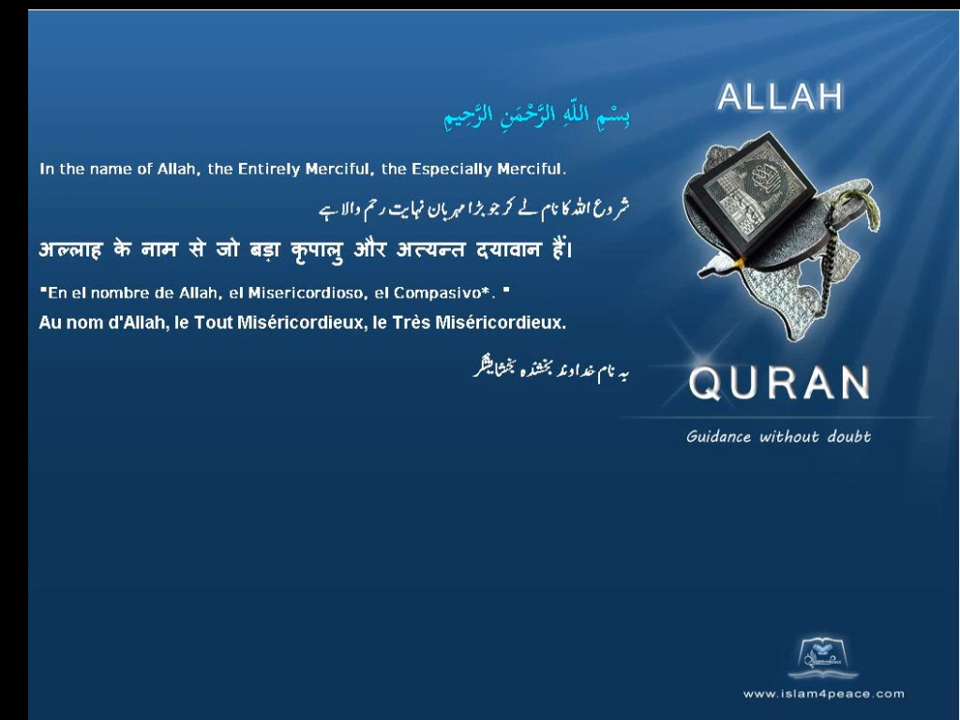 بِسْمِ اللَّهِ الرَّحْمَنِ الرَّحِيمِ
In the name of Allah, the Entirely Merciful, the Especially Merciful.
شروع اللہ کا نام لے کر جو بڑا مہربان نہایت رحم والا ہے
अल्लाह के नाम से जो बड़ा कृपालु और अत्यन्त दयावान हैं।
"En el nombre de Allah, el Misericordioso, el Compasivo*. "
Au nom d'Allah, le Tout Miséricordieux, le Très Miséricordieux.
به نام خداوند بخشنده بخشایشگر
ALLAH
QURAN
Guidance without doubt
www.islam4peace.com